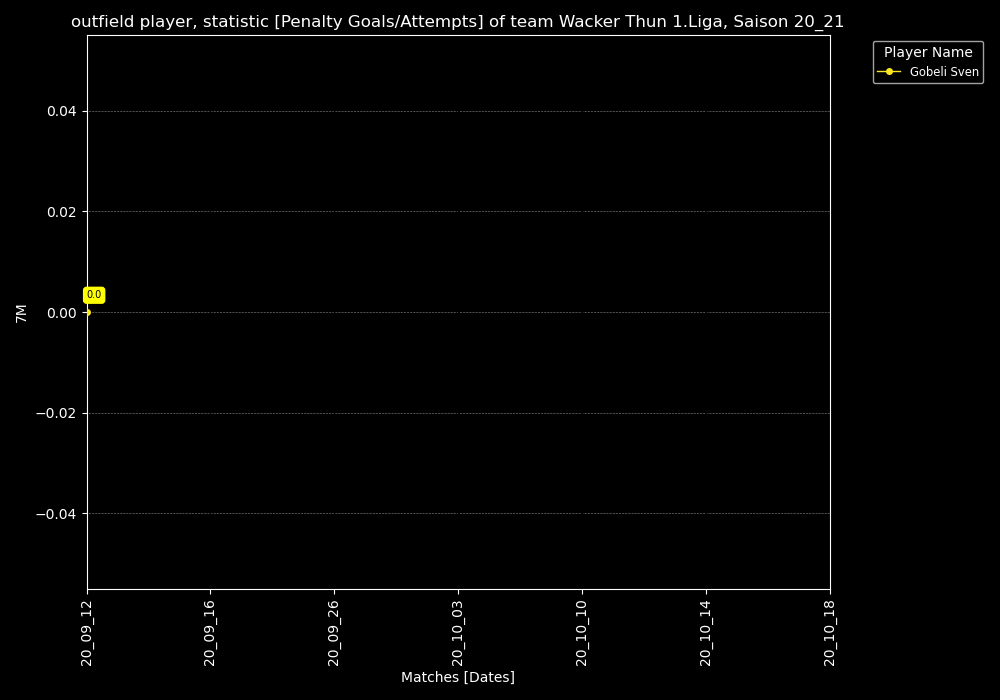 outfield player, statistic [Penalty Goals/Attempts] of team Wacker Thun 1.Liga, Saison 20_21
Player Name
Gobeli Sven
0.04
0.02
0.00
−0.02
−0.04
7M
0.0
20_09_12
20_09_16
20_09_26
20_10_03
20_10_10
20_10_14
20_10_18
Matches [Dates]